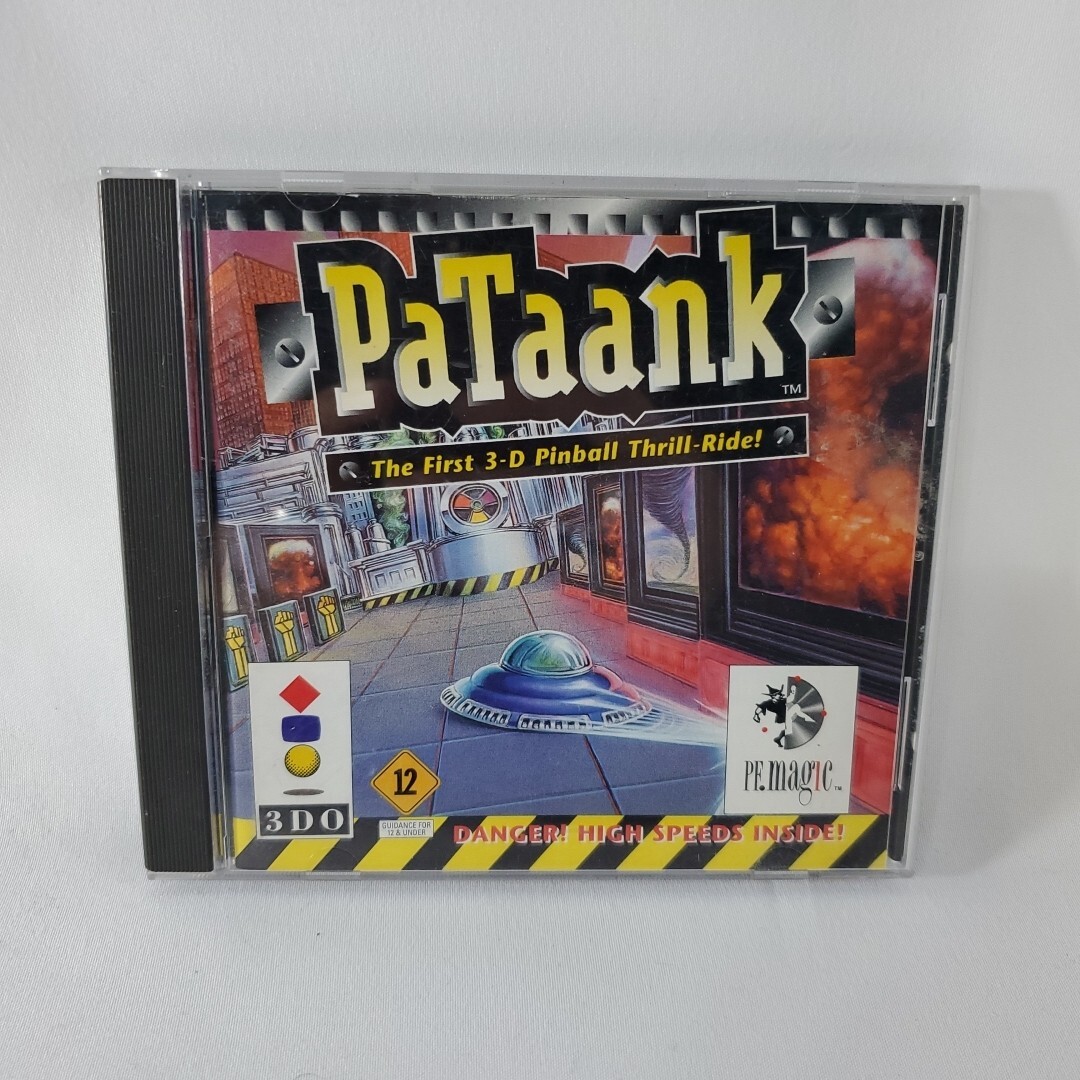 PaTaank
TM
The First 3-D Pinball Thrill-Ride!
PF.magic
TM
12
3DO
GUIDANCE FOR
12 & UNDER
DANGER! HIGH SPEEDS INSIDE!